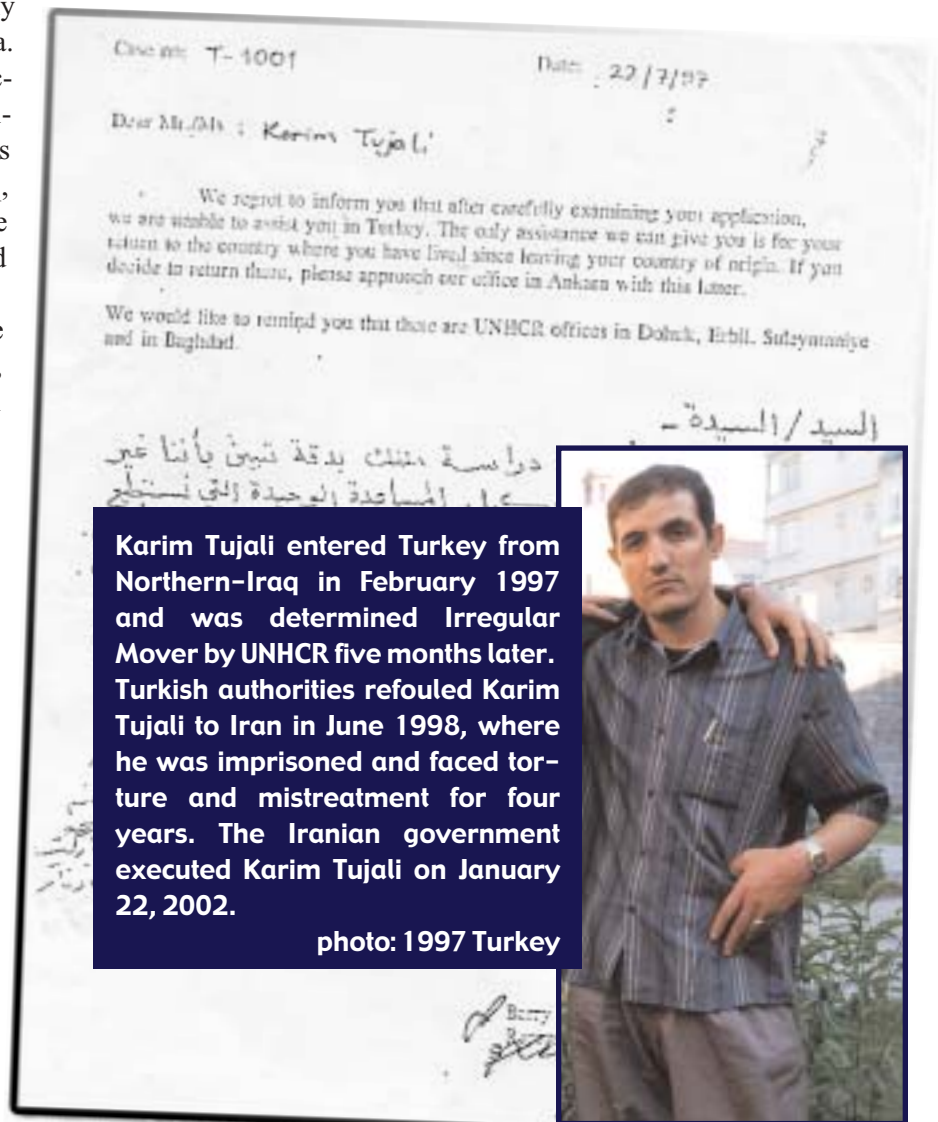 y
a.
s
,
e
d
e
Case no: T-1001
Date: 22/7/97
Dear Mr./Ms : Karim Tujali
We regret to inform you that after carefully examining your application,
we are unable to assist you in Turkey. The only assistance we can give you is for your
return to the country where you have lived since leaving your country of origin. If you
decide to return there, please approach our office in Ankara with this letter.
We would like to remind you that there are UNHCR offices in Dohuk, Erbil, Suleymaniye
and in Baghdad.
السيد / السيدة -
دراسة ملفك بدقة تبين بأننا غير
المساعدة الوحيدة التي نستطيع
Karim Tujali entered Turkey from
Northern-Iraq in February 1997
and was determined Irregular
Mover by UNHCR five months later.
Turkish authorities refouled Karim
Tujali to Iran in June 1998, where
he was imprisoned and faced tor-
ture and mistreatment for four
years. The Iranian government
executed Karim Tujali on January
22, 2002.
photo: 1997 Turkey
Barry